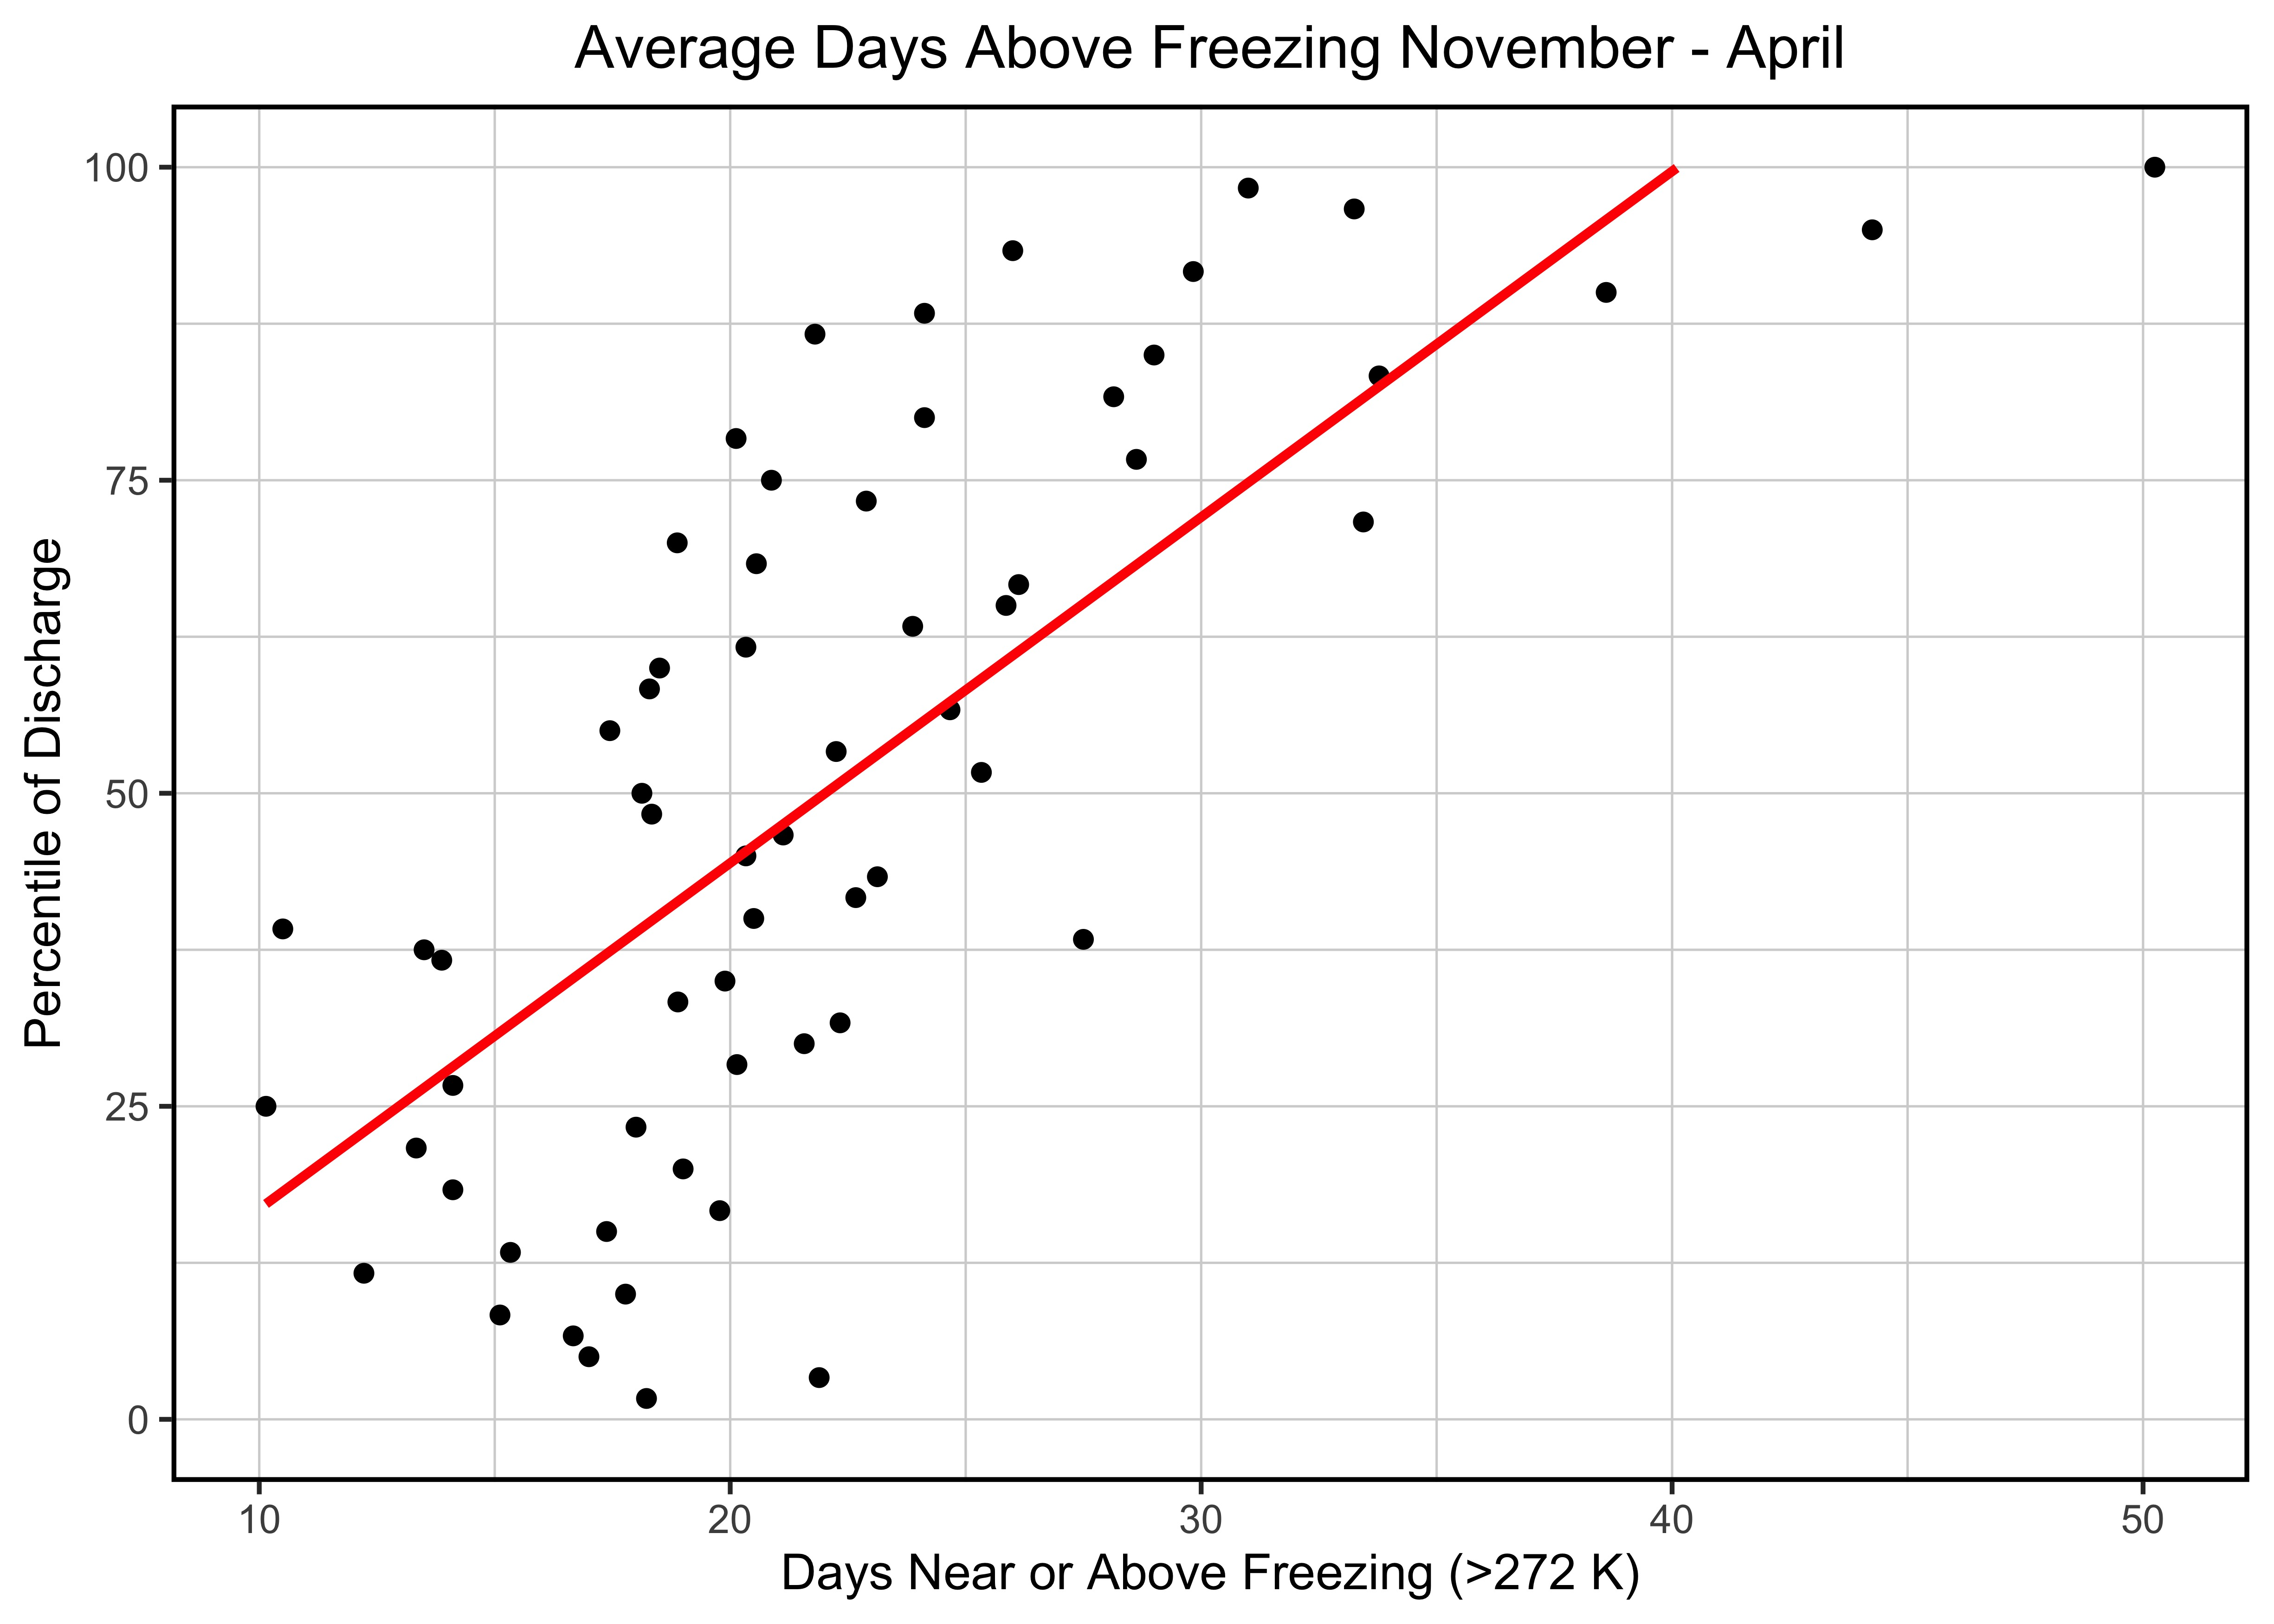 Average Days Above Freezing November - April
Percentile of Discharge
100
75
50
25
0
10 20 30 40 50
Days Near or Above Freezing (>272 K)